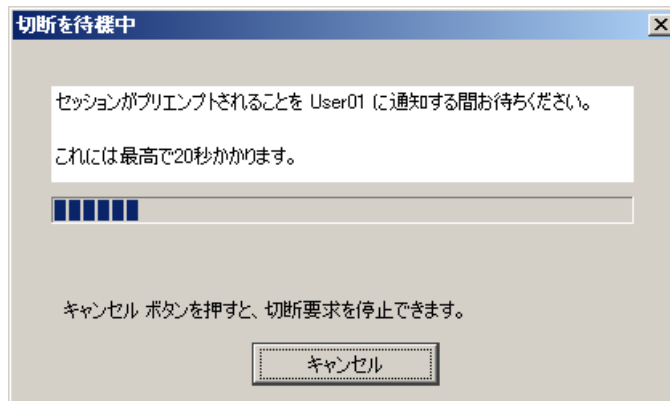 切断を待機中
セッションがプリエンプトされることを User01 に通知する間お待ちください。
これには最高で20秒かかります。
キャンセル ボタンを押すと、切断要求を停止できます。
キャンセル